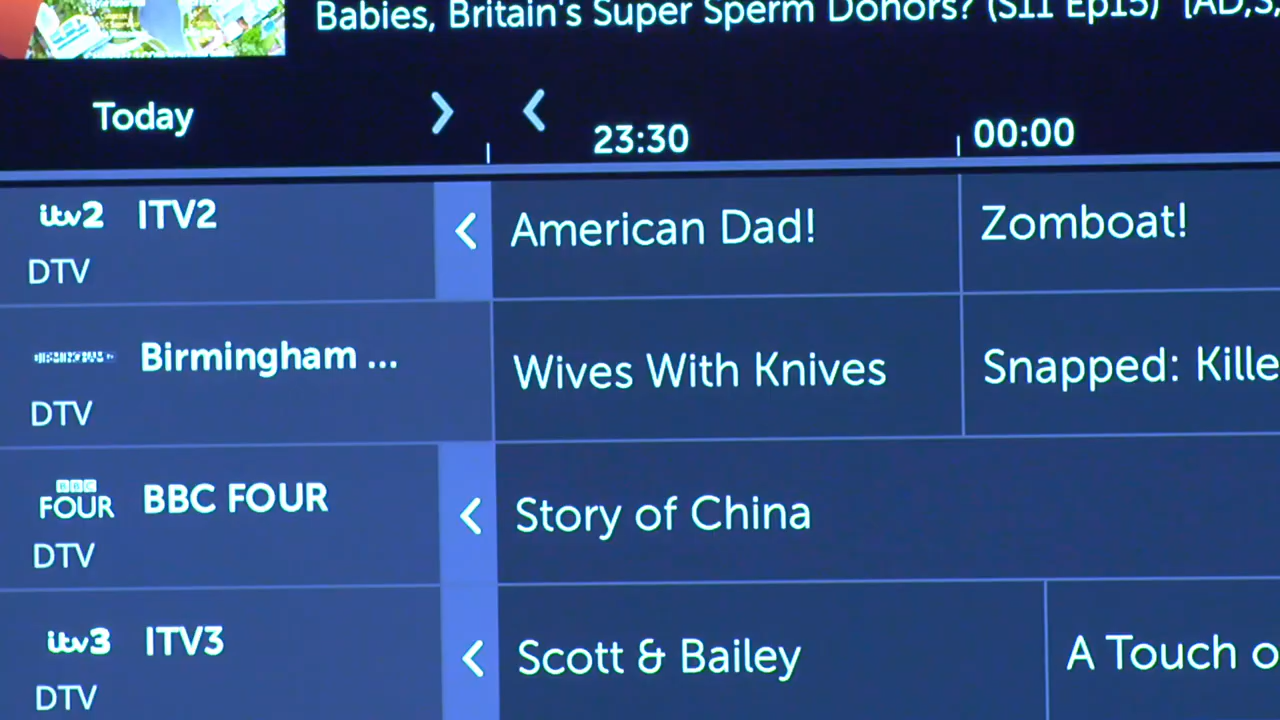 Babies, Britain's Super Sperm Donors? (S11 Ep15) [AD,S,
Today 23:30 00:00
itv2 ITV2 American Dad! Zomboat!
DTV
Birmingham ... Wives With Knives Snapped: Kille
DTV
BBC FOUR BBC FOUR Story of China
DTV
itv3 ITV3 Scott & Bailey A Touch o
DTV